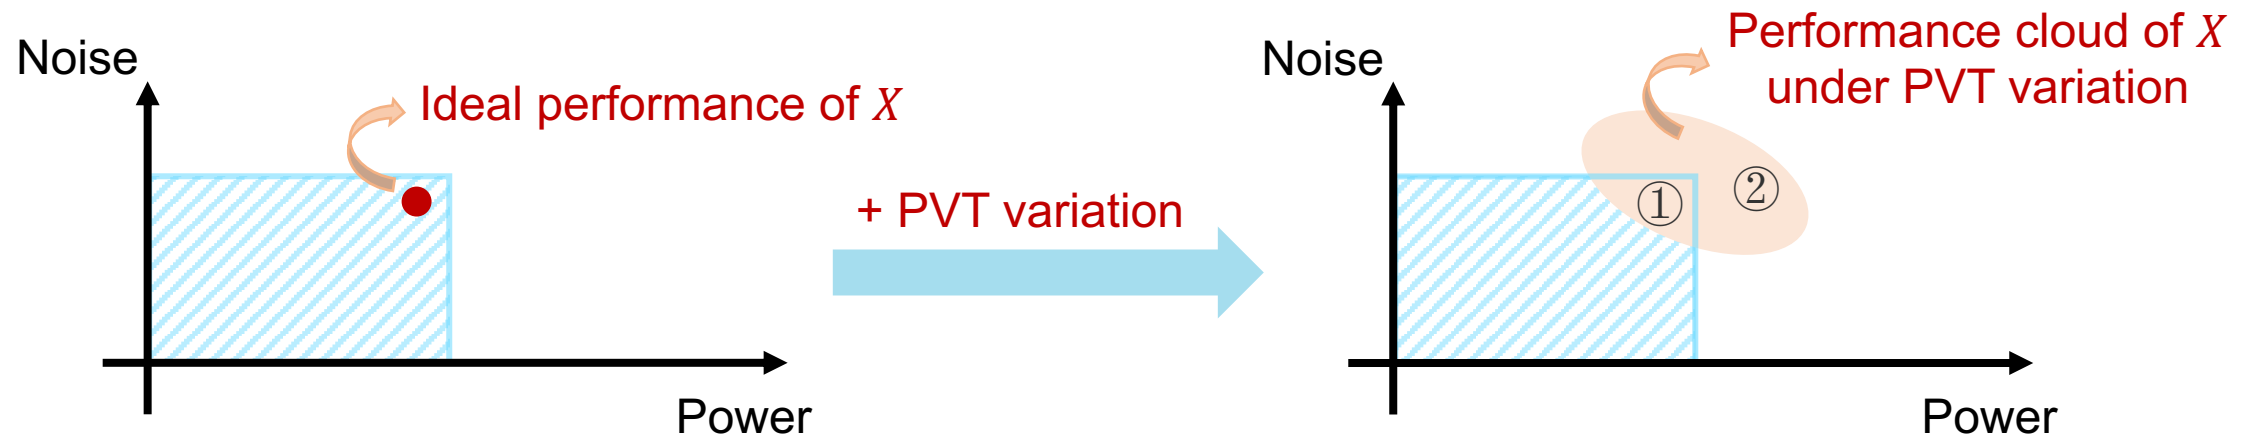 Noise
Ideal performance of X
Power
+ PVT variation
Noise
Performance cloud of X
under PVT variation
①
②
Power